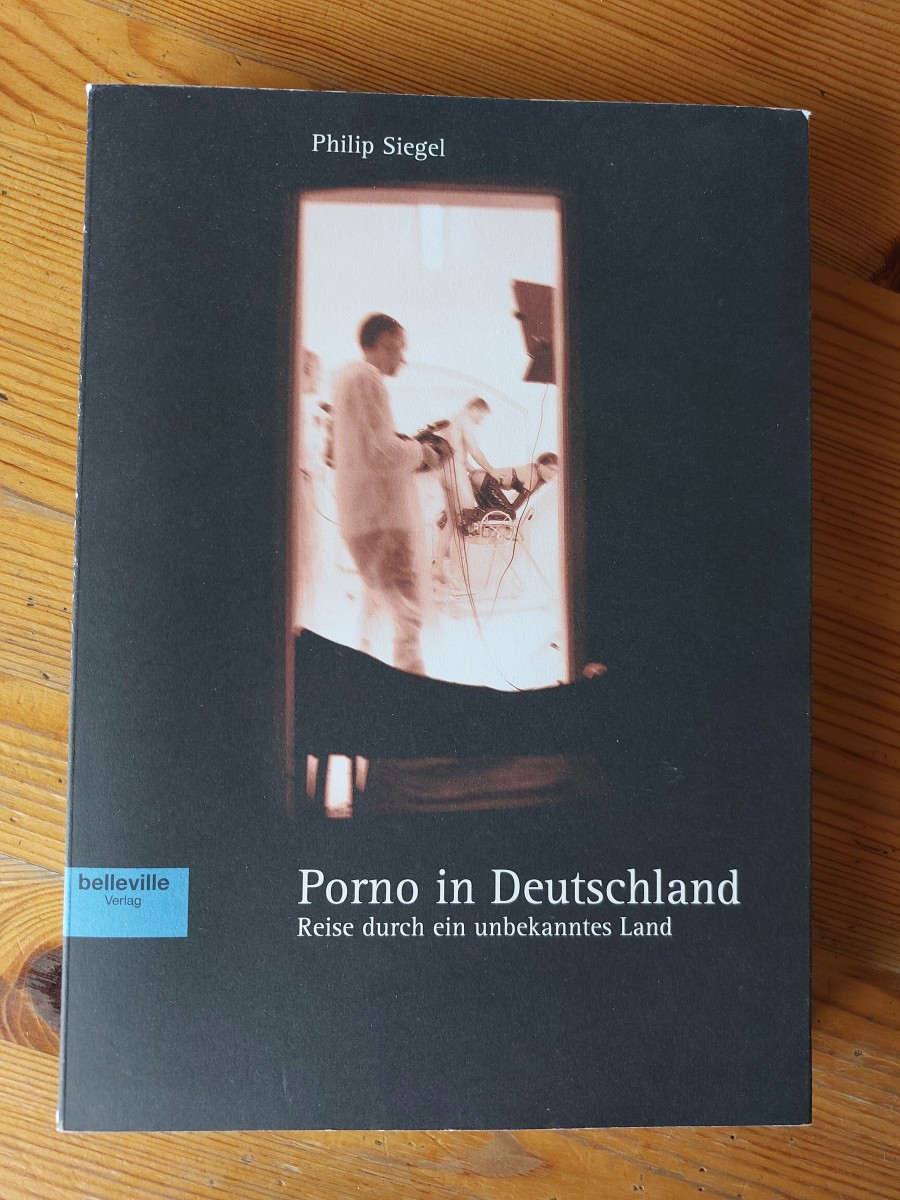 Philip Siegel
belleville
Verlag
Porno in Deutschland
Reise durch ein unbekanntes Land